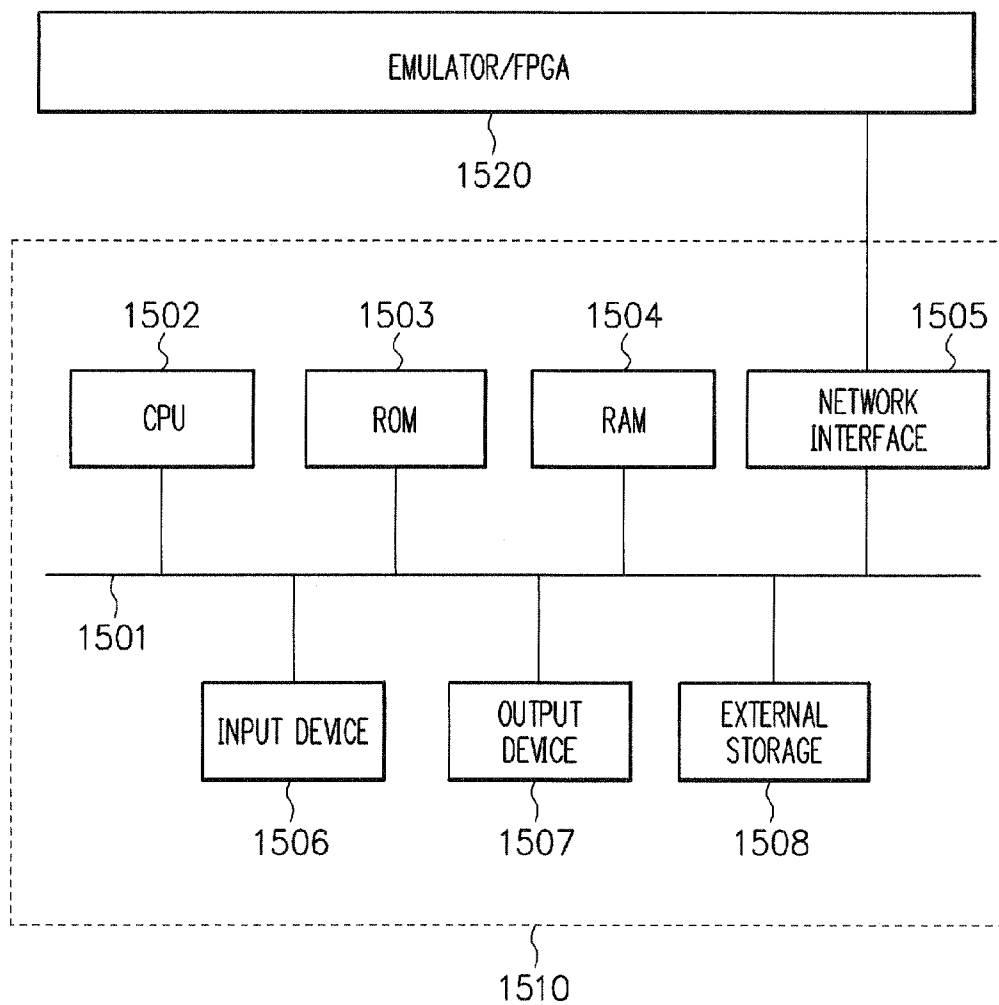 EMULATOR/FPGA
1520
1502
1503
1504
1505
CPU
ROM
RAM
NETWORK
INTERFACE
1501
INPUT DEVICE
OUTPUT
DEVICE
EXTERNAL
STORAGE
1506
1507
1508
1510